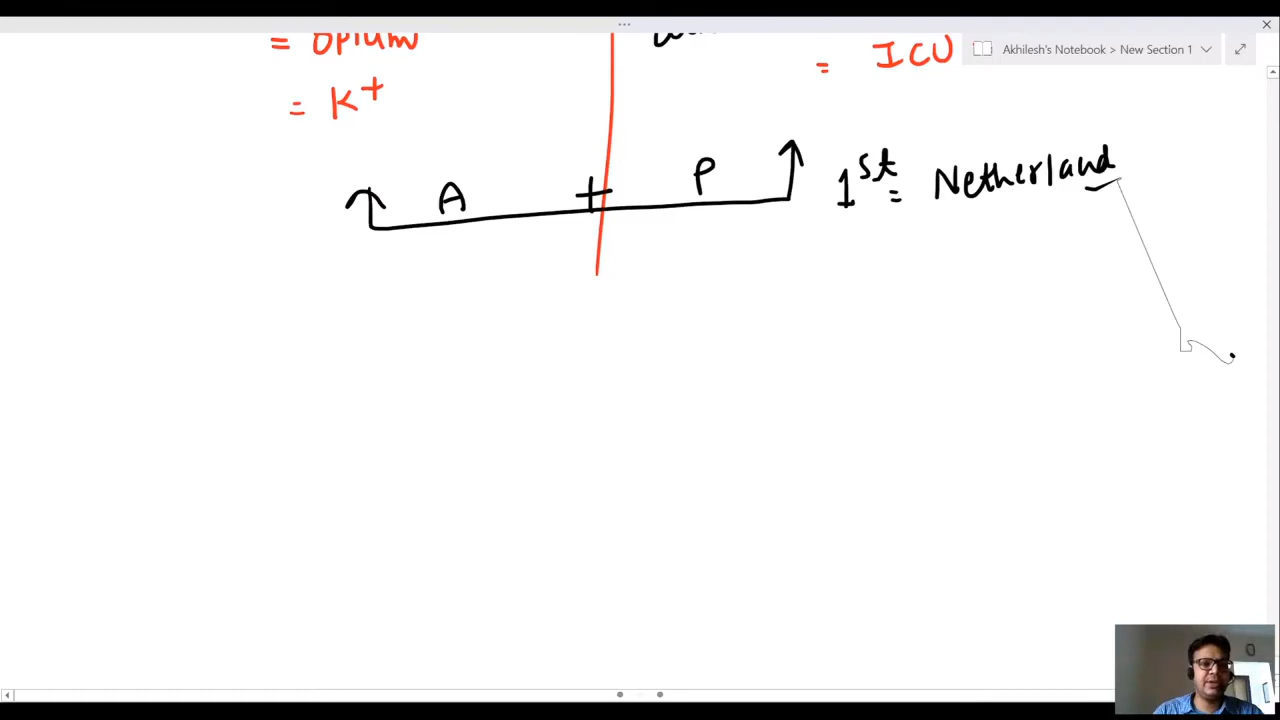 ...
= opium
= ICU
Akhilesh's Notebook > New Section 1
= K+
A + P
1st = Netherland